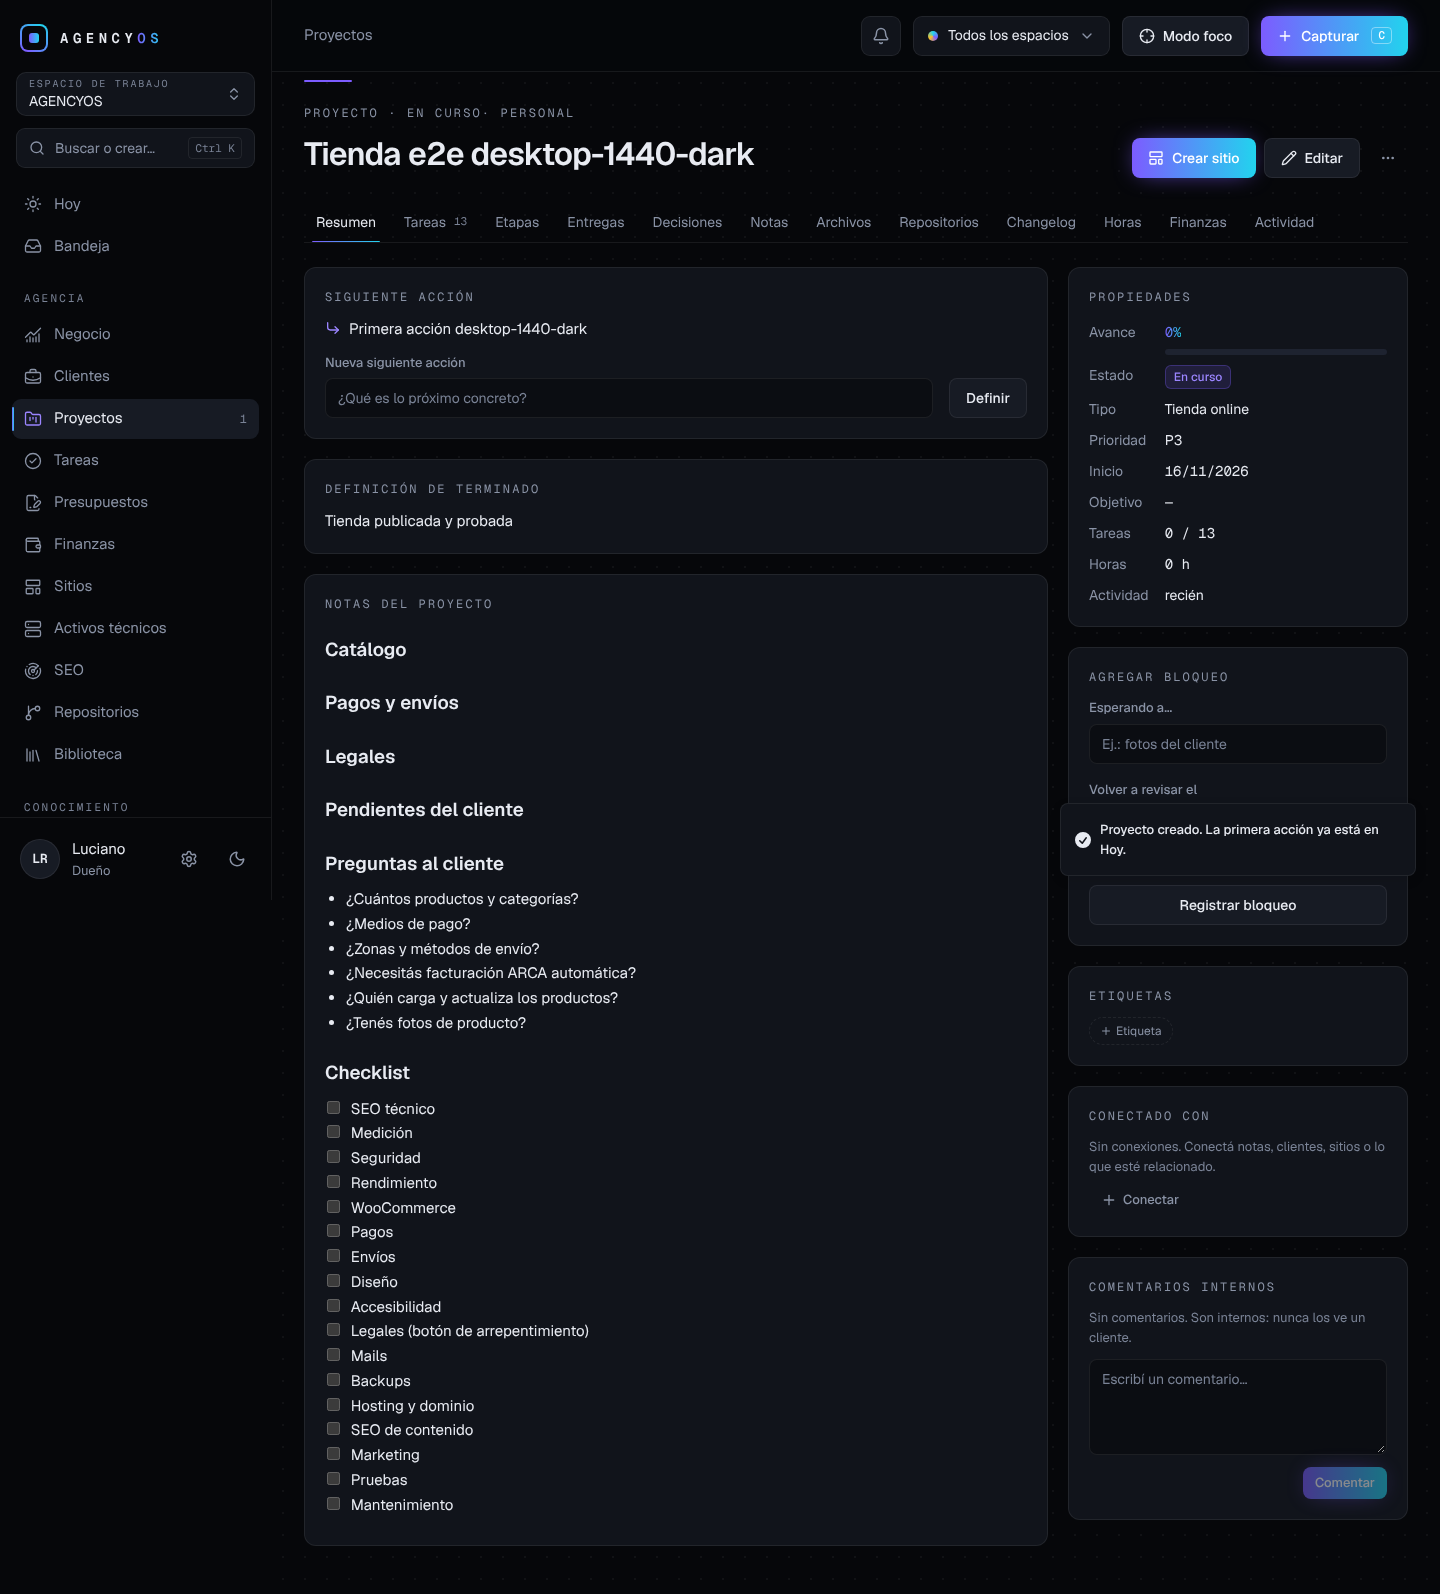 AGENCYOS
ESPACIO DE TRABAJO
AGENCYOS
Buscar o crear... Ctrl K
Hoy
Bandeja
AGENCIA
Negocio
Clientes
Proyectos 1
Tareas
Presupuestos
Finanzas
Sitios
Activos técnicos
SEO
Repositorios
Biblioteca
CONOCIMIENTO
LR
Luciano
Dueño
Proyectos
Todos los espacios
Modo foco
Capturar C
PROYECTO · EN CURSO· PERSONAL
Tienda e2e desktop-1440-dark
Crear sitio
Editar
Resumen Tareas 13 Etapas Entregas Decisiones Notas Archivos Repositorios Changelog Horas Finanzas Actividad
SIGUIENTE ACCIÓN
Primera acción desktop-1440-dark
Nueva siguiente acción
¿Qué es lo próximo concreto?
Definir
DEFINICIÓN DE TERMINADO
Tienda publicada y probada
NOTAS DEL PROYECTO
Catálogo
Pagos y envíos
Legales
Pendientes del cliente
Preguntas al cliente
• ¿Cuántos productos y categorías?
• ¿Medios de pago?
• ¿Zonas y métodos de envío?
• ¿Necesitás facturación ARCA automática?
• ¿Quién carga y actualiza los productos?
• ¿Tenés fotos de producto?
Checklist
SEO técnico
Medición
Seguridad
Rendimiento
WooCommerce
Pagos
Envíos
Diseño
Accesibilidad
Legales (botón de arrepentimiento)
Mails
Backups
Hosting y dominio
SEO de contenido
Marketing
Pruebas
Mantenimiento
PROPIEDADES
Avance 0%
Estado En curso
Tipo Tienda online
Prioridad P3
Inicio 16/11/2026
Objetivo —
Tareas 0 / 13
Horas 0 h
Actividad recién
AGREGAR BLOQUEO
Esperando a...
Ej.: fotos del cliente
Volver a revisar el
Proyecto creado. La primera acción ya está en
Hoy.
Registrar bloqueo
ETIQUETAS
+ Etiqueta
CONECTADO CON
Sin conexiones. Conectá notas, clientes, sitios o lo
que esté relacionado.
+ Conectar
COMENTARIOS INTERNOS
Sin comentarios. Son internos: nunca los ve un
cliente.
Escribí un comentario...
Comentar